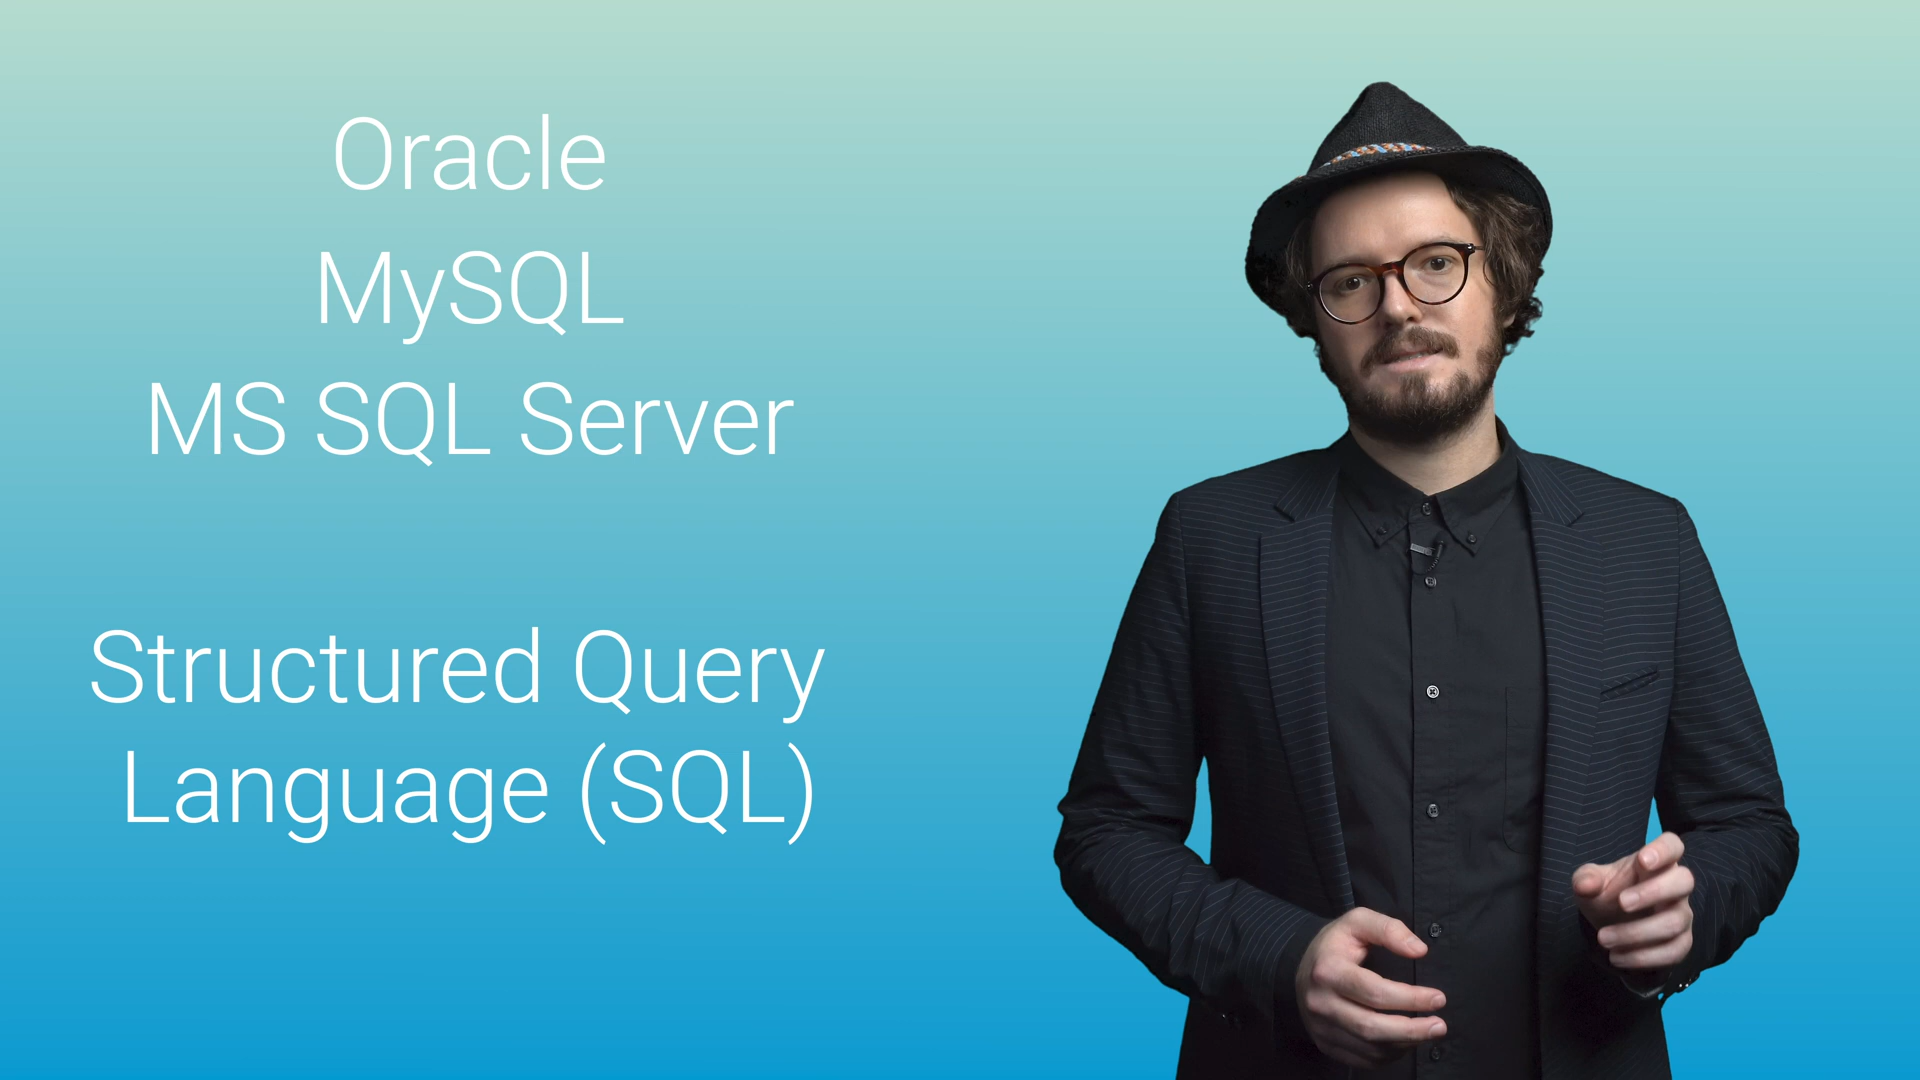 Oracle
MySQL
MS SQL Server
Structured Query
Language (SQL)